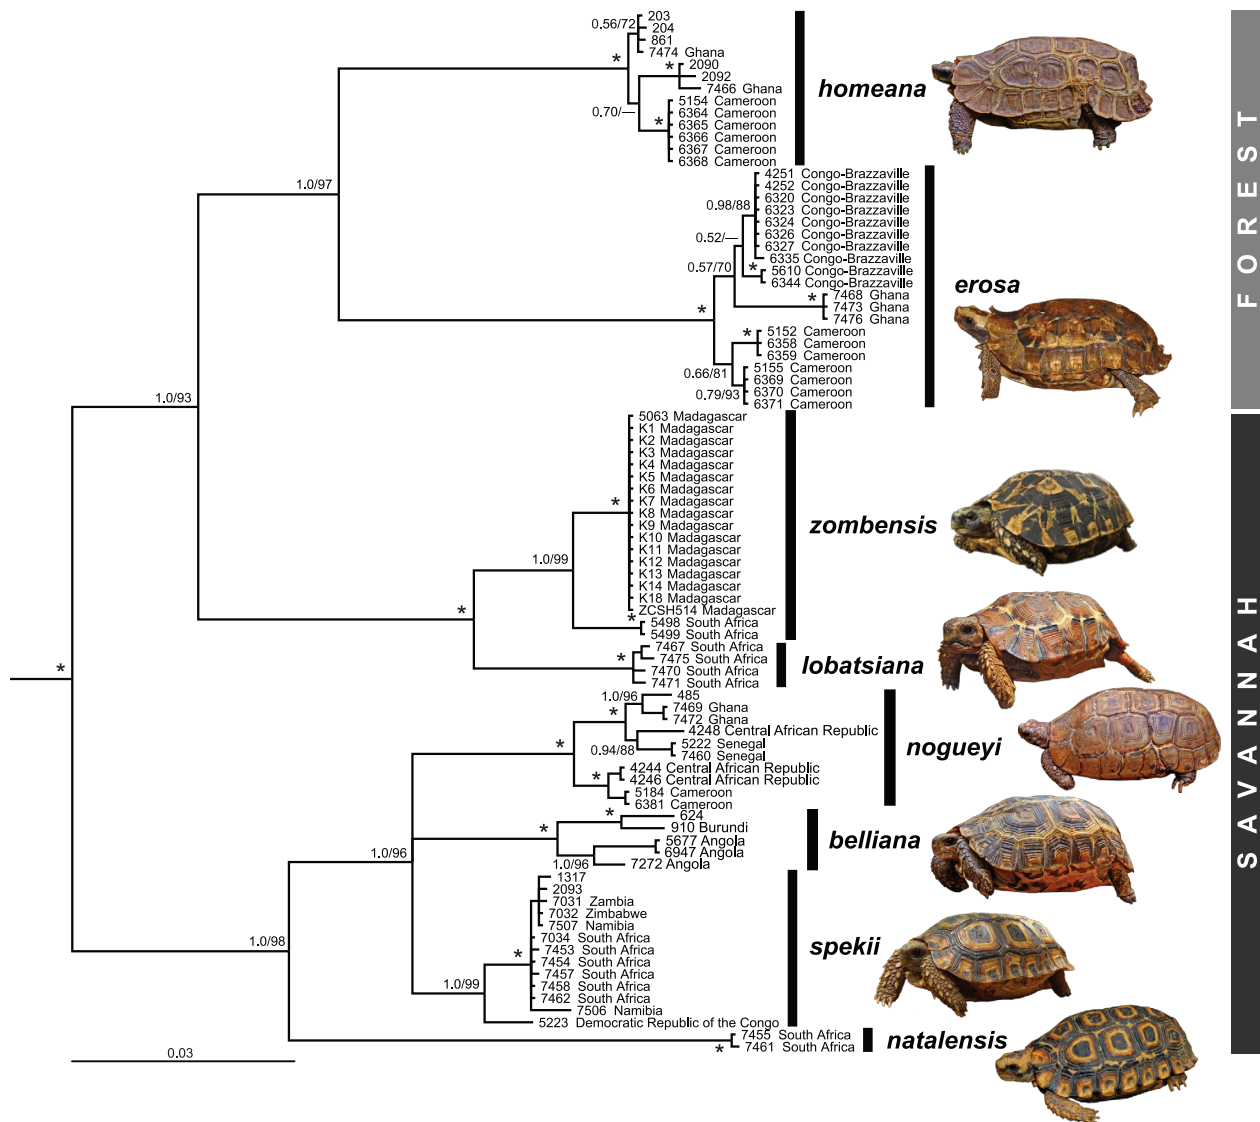 203
0.56/72
204
861
7474 Ghana
*
*
2090
2092
7466 Ghana
0.70/—
*
5154 Cameroon
6364 Cameroon
6365 Cameroon
6366 Cameroon
6367 Cameroon
6368 Cameroon
homeana
1.0/97
4251 Congo-Brazzaville
4252 Congo-Brazzaville
6320 Congo-Brazzaville
0.98/88
6323 Congo-Brazzaville
6324 Congo-Brazzaville
6326 Congo-Brazzaville
0.52/—
6327 Congo-Brazzaville
6335 Congo-Brazzaville
0.57/70
*
5610 Congo-Brazzaville
6344 Congo-Brazzaville
erosa
*
7468 Ghana
7473 Ghana
7476 Ghana
*
*
5152 Cameroon
6358 Cameroon
6359 Cameroon
0.66/81
5155 Cameroon
6369 Cameroon
0.79/93
6370 Cameroon
6371 Cameroon
FOREST
1.0/93
5063 Madagascar
K1 Madagascar
K2 Madagascar
K3 Madagascar
K4 Madagascar
K5 Madagascar
K6 Madagascar
*
K7 Madagascar
K8 Madagascar
K9 Madagascar
K10 Madagascar
K11 Madagascar
K12 Madagascar
1.0/99
K13 Madagascar
K14 Madagascar
K18 Madagascar
ZCSH514 Madagascar
*
5498 South Africa
5499 South Africa
zombensis
*
7467 South Africa
*
7475 South Africa
7470 South Africa
7471 South Africa
lobatsiana
*
1.0/96
485
*
7469 Ghana
7472 Ghana
4248 Central African Republic
0.94/88
5222 Senegal
7460 Senegal
*
4244 Central African Republic
*
4246 Central African Republic
5184 Cameroon
6381 Cameroon
nogueyi
*
624
*
910 Burundi
5677 Angola
6947 Angola
1.0/96
1.0/96
7272 Angola
belliana
1317
2093
7031 Zambia
7032 Zimbabwe
7507 Namibia
7034 South Africa
1.0/98
*
7453 South Africa
7454 South Africa
7457 South Africa
1.0/99
7458 South Africa
7462 South Africa
7506 Namibia
5223 Democratic Republic of the Congo
spekii
7455 South Africa
*
7461 South Africa
natalensis
SAVANNAH
0.03